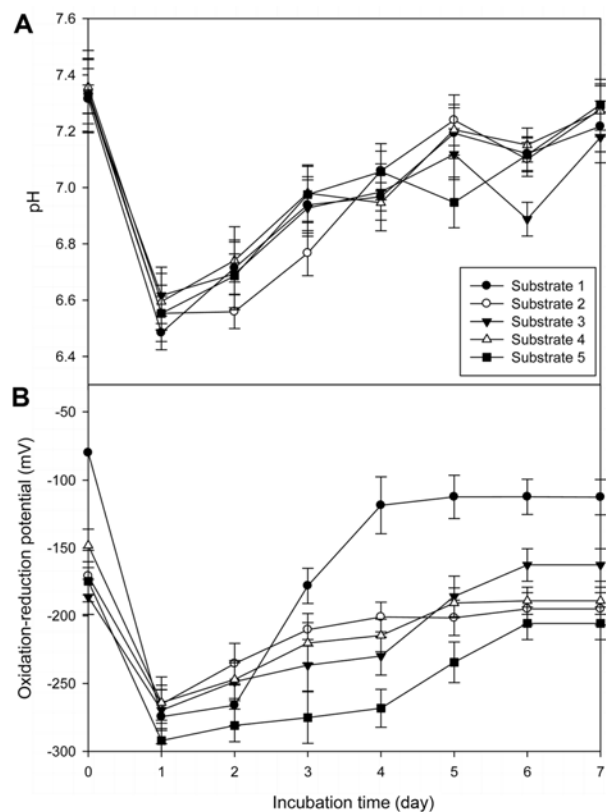 A
7.6
7.4
7.2
7.0
6.8
6.6
6.4
pH
Substrate 1
Substrate 2
Substrate 3
Substrate 4
Substrate 5
B
-50
-100
-150
-200
-250
-300
Oxidation-reduction potential (mV)
0 1 2 3 4 5 6 7
Incubation time (day)